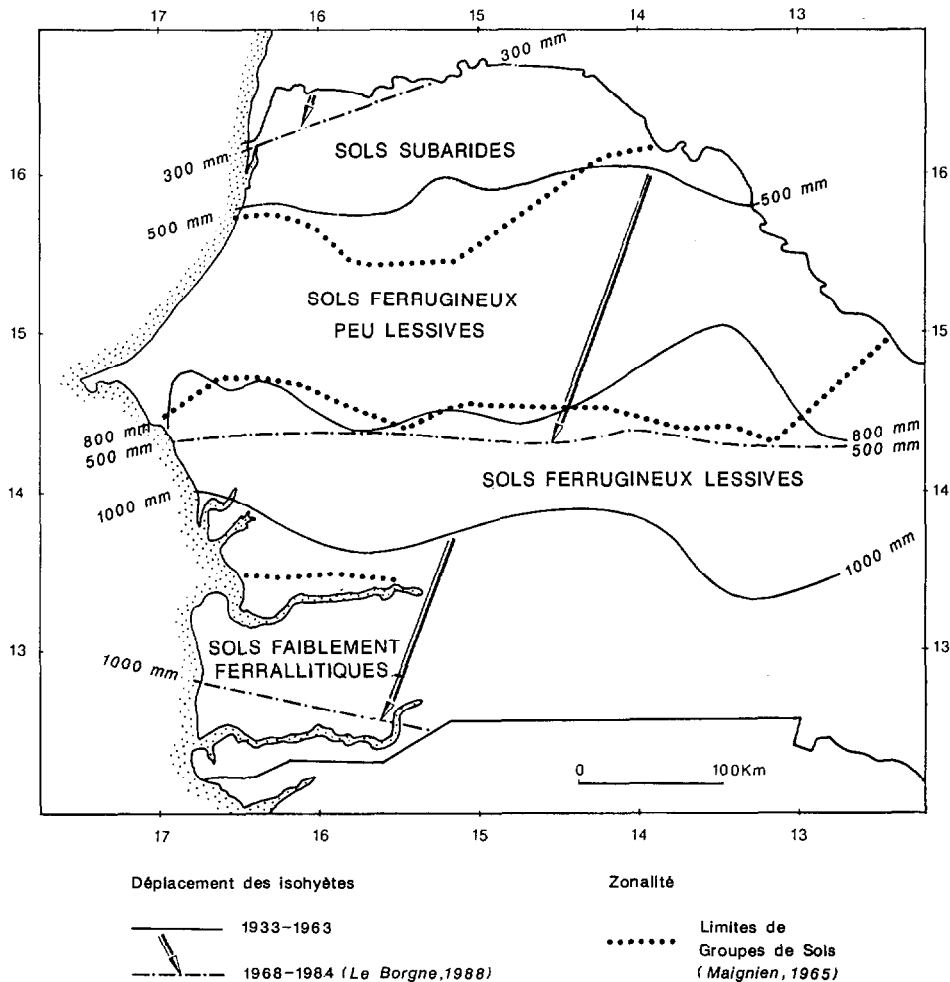 17 16 15 14 13
300 mm
SOLS SUBARIDES
300 mm
16 16
500 mm
500 mm
SOLS FERRUGINEUX
PEU LESSIVES
15 15
800 mm
500 mm
800 mm
500 mm
SOLS FERRUGINEUX LESSIVES
14 14
1000 mm
1000 mm
SOLS FAIBLEMENT
FERRALLITIQUES
13 13
1000 mm
0 100Km
17 16 15 14 13
Déplacement des isohyètes
1933-1963
1968-1984 (Le Borgne,1988)
Zonalité
Limites de
Groupes de Sols
(Maignien,1965)